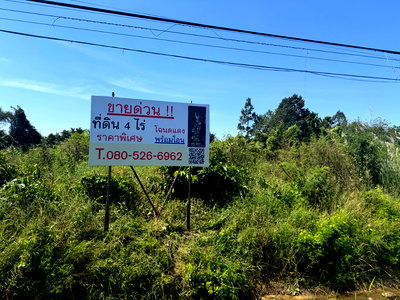 ขายด่วน !!
ที่ดิน 4 ไร่ โฉนดแดง
ราคาพิเศษ พร้อมโอน
T.080-526-6962